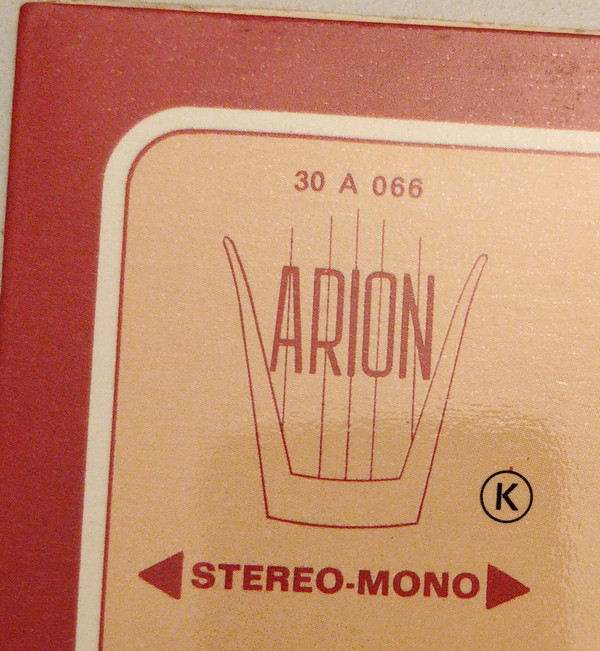 30 A 066
ARION
K
STEREO-MONO